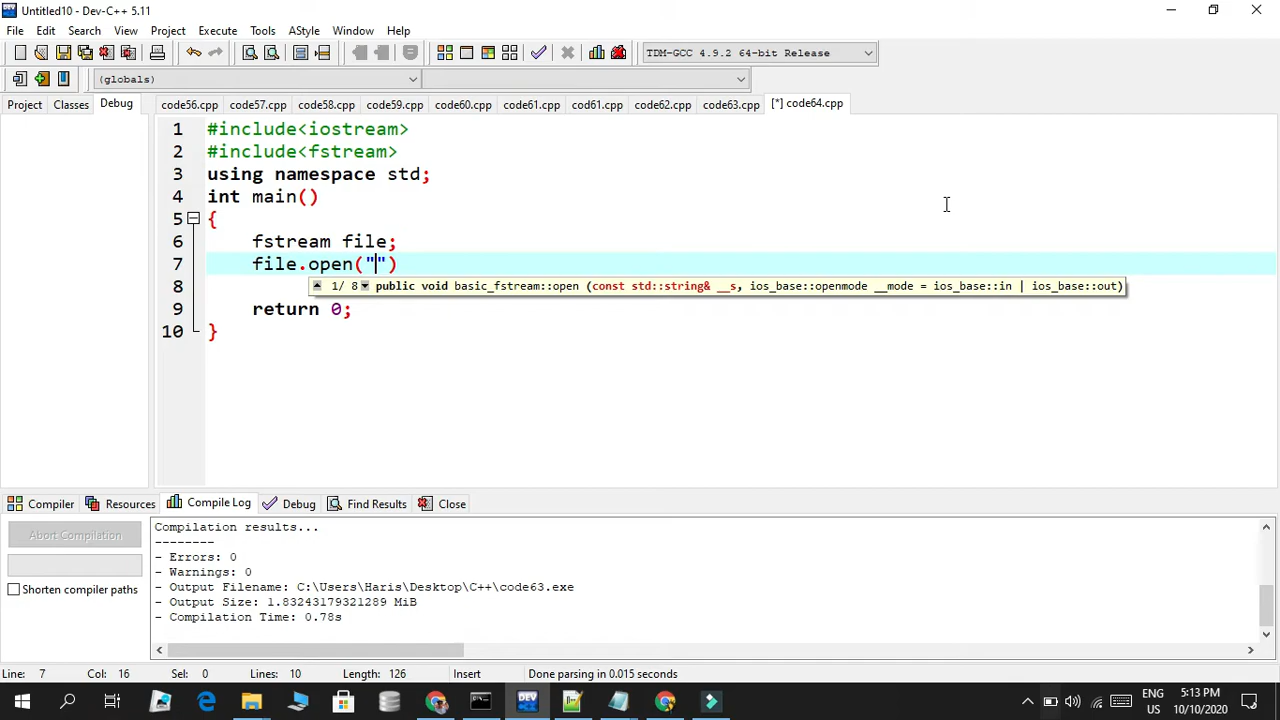 Untitled10 - Dev-C++ 5.11
File Edit Search View Project Execute Tools AStyle Window Help
TDM-GCC 4.9.2 64-bit Release
(globals)
Project Classes Debug code56.cpp code57.cpp code58.cpp code59.cpp code60.cpp code61.cpp cod61.cpp code62.cpp code63.cpp [*] code64.cpp
1 #include<iostream>
2 #include<fstream>
3 using namespace std;
4 int main()
5 {
6 fstream file;
7 file.open("")
8 1/ 8 public void basic_fstream::open (const std::string& __s, ios_base::openmode __mode = ios_base::in | ios_base::out)
9 return 0;
10 }
Compiler Resources Compile Log Debug Find Results Close
Abort Compilation
Shorten compiler paths
Compilation results...
--------
- Errors: 0
- Warnings: 0
- Output Filename: C:\Users\Haris\Desktop\C++\code63.exe
- Output Size: 1.83243179321289 MiB
- Compilation Time: 0.78s
Line: 7 Col: 16 Sel: 0 Lines: 10 Length: 126 Insert Done parsing in 0.015 seconds
DEV
ENG
US
5:13 PM
10/10/2020